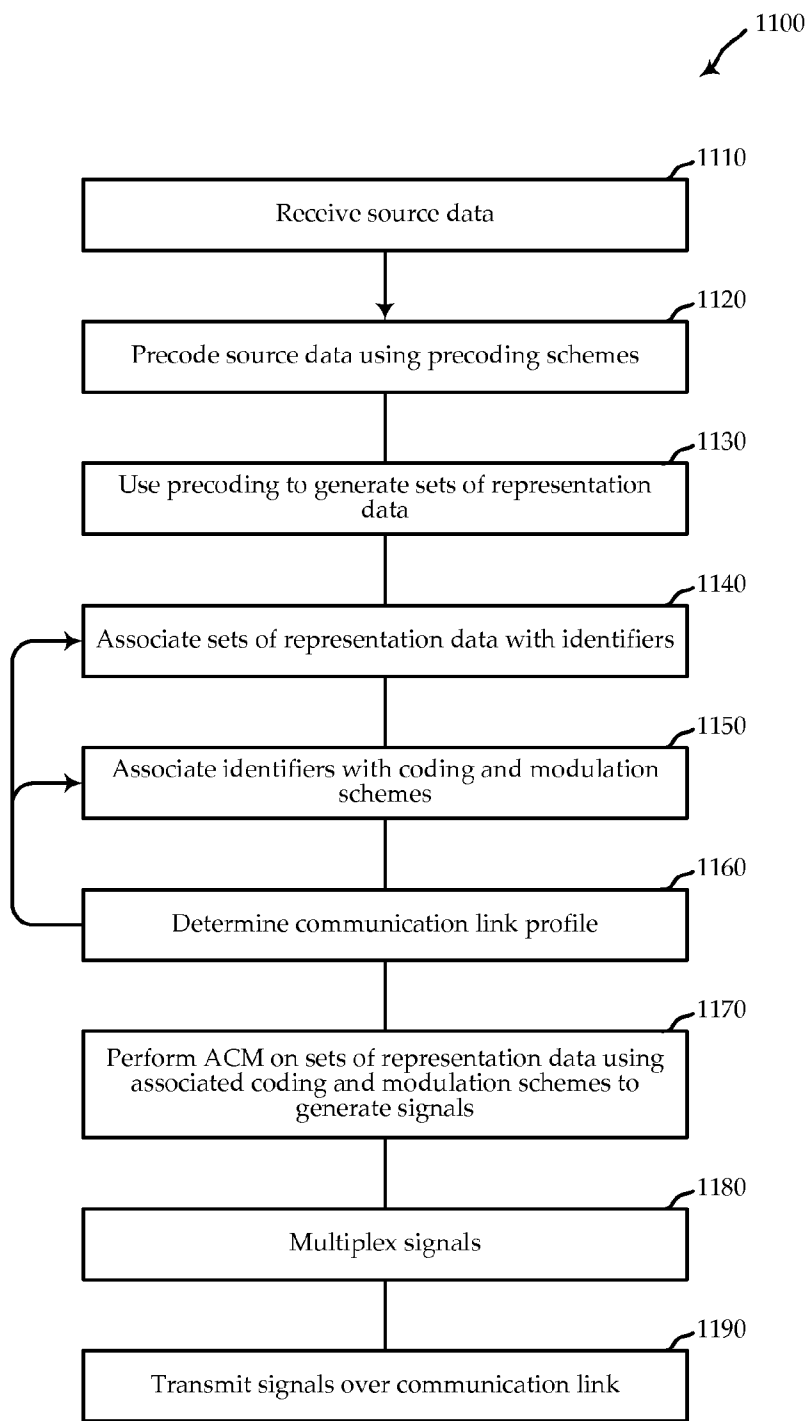 1100
1110
Receive source data
1120
Precode source data using precoding schemes
1130
Use precoding to generate sets of representation
data
1140
Associate sets of representation data with identifiers
1150
Associate identifiers with coding and modulation
schemes
1160
Determine communication link profile
1170
Perform ACM on sets of representation data using
associated coding and modulation schemes to
generate signals
1180
Multiplex signals
1190
Transmit signals over communication link